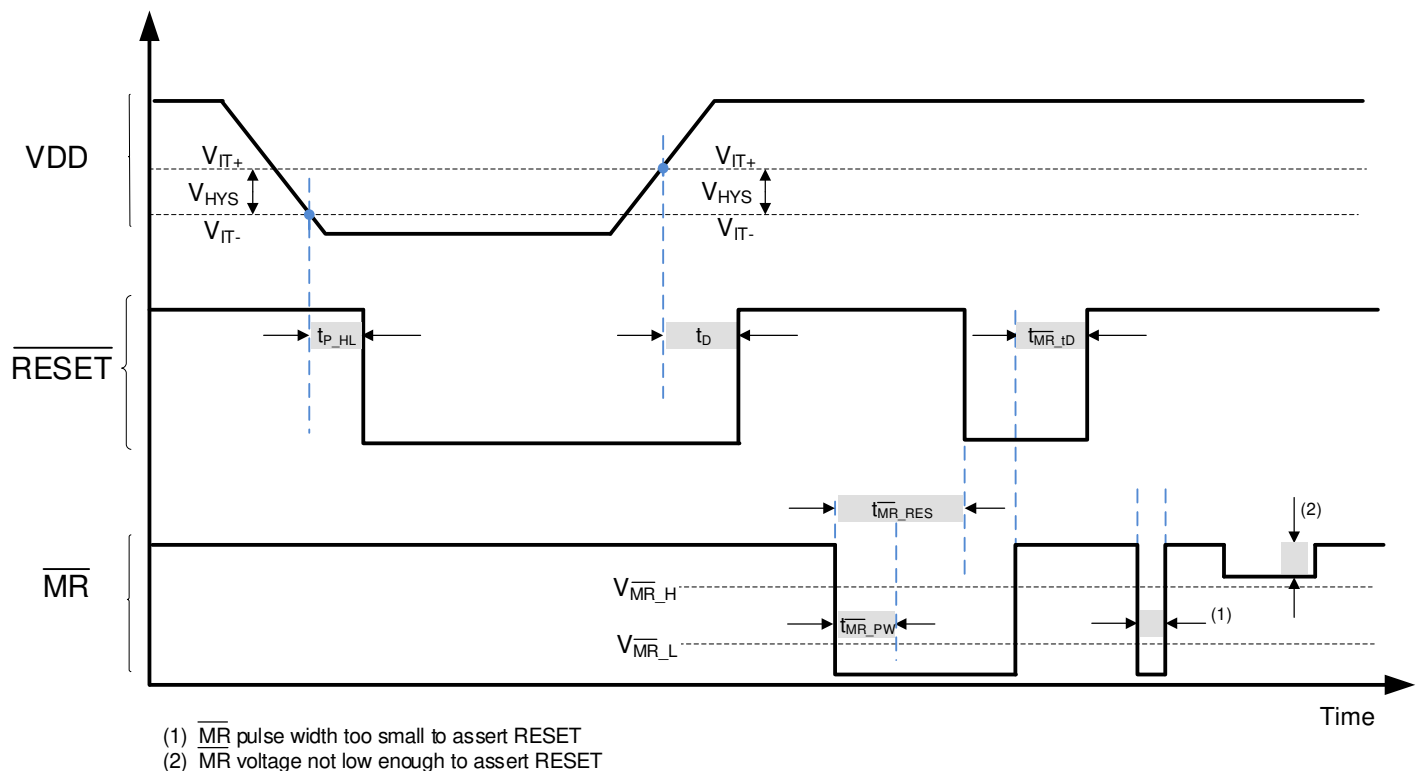 VDD
VIT+
VHYS
VIT-
VIT+
VHYS
VIT-
RESET
tP_HL
tD
tMR_tD
tMR_RES
(2)
MR
VMR_H
tMR_PW
(1)
VMR_L
Time
(1) MR pulse width too small to assert RESET
(2) MR voltage not low enough to assert RESET